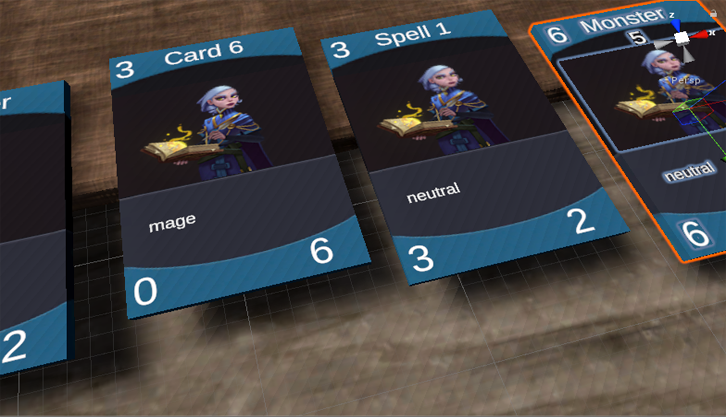 r
2
3 Card 6
mage
0 6
3 Spell 1
neutral
3 2
6 Monster
5
neutral
6
z
x
Persp